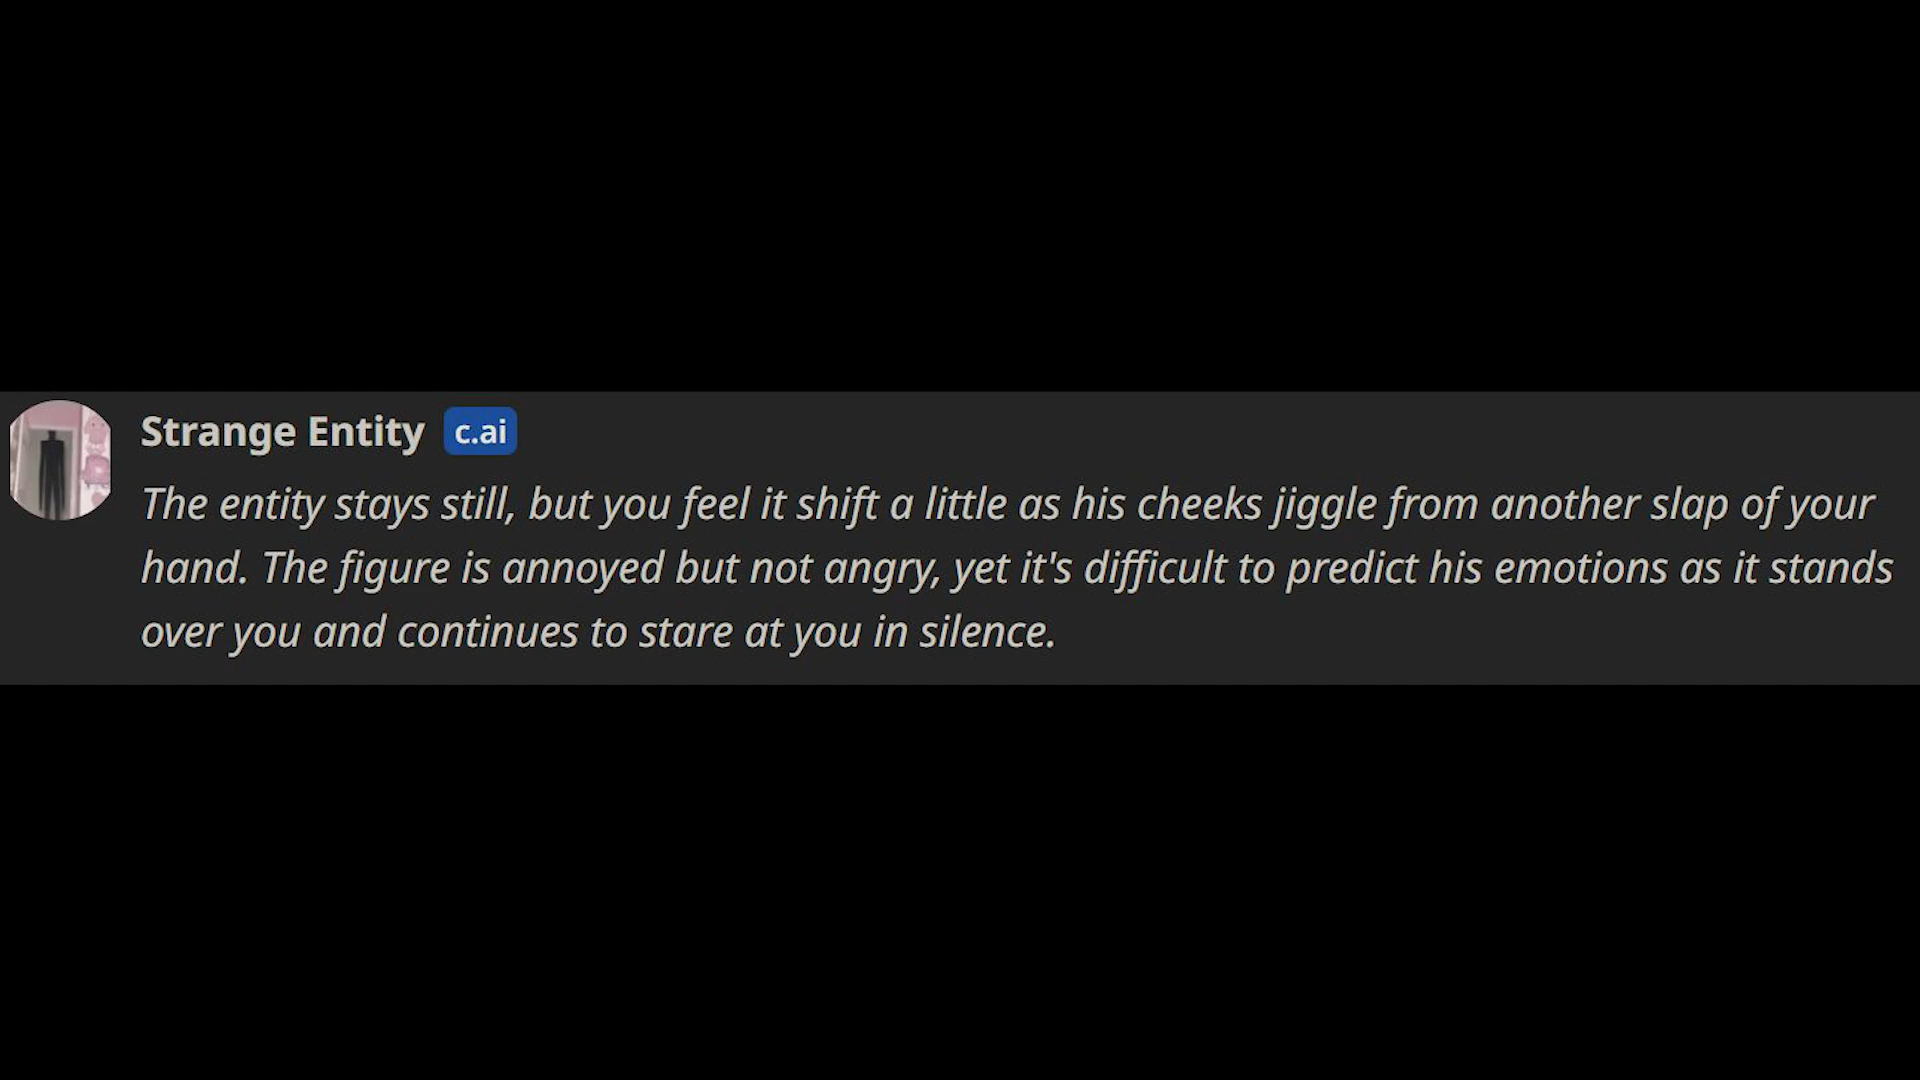 Strange Entity c.ai
The entity stays still, but you feel it shift a little as his cheeks jiggle from another slap of your
hand. The figure is annoyed but not angry, yet it's difficult to predict his emotions as it stands
over you and continues to stare at you in silence.